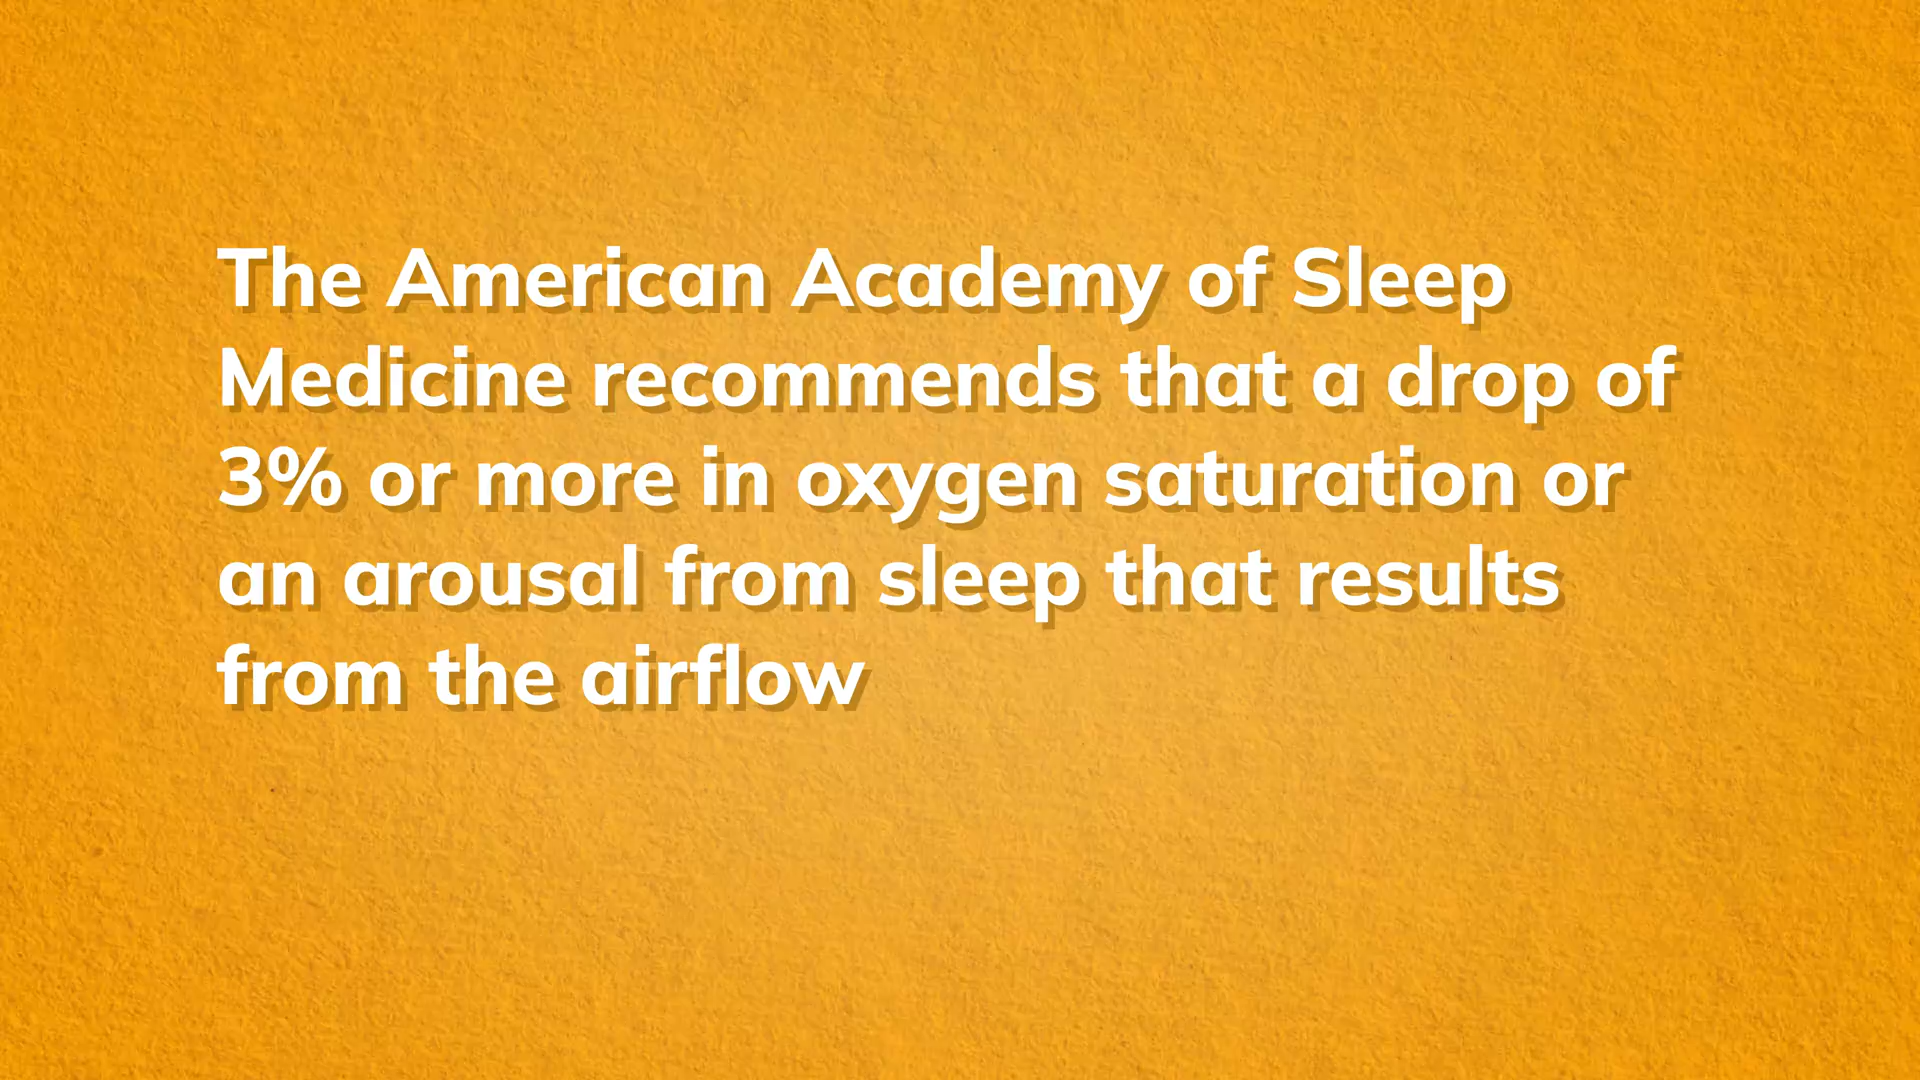 The American Academy of Sleep
Medicine recommends that a drop of
3% or more in oxygen saturation or
an arousal from sleep that results
from the airflow